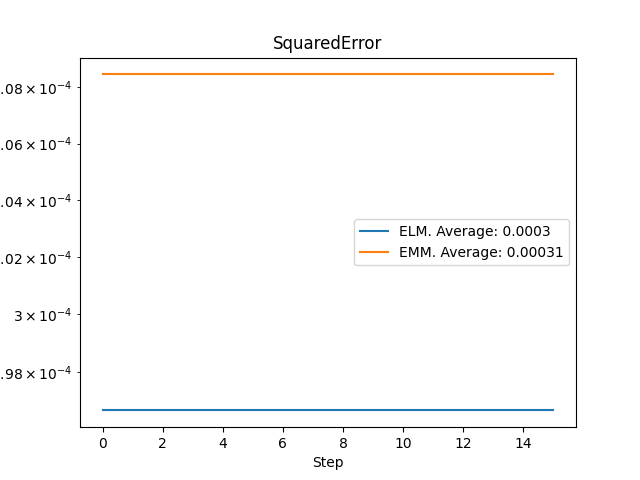 SquaredError
.08 × 10⁻⁴
.06 × 10⁻⁴
.04 × 10⁻⁴
.02 × 10⁻⁴
3 × 10⁻⁴
.98 × 10⁻⁴
ELM. Average: 0.0003
EMM. Average: 0.00031
0 2 4 6 8 10 12 14
Step